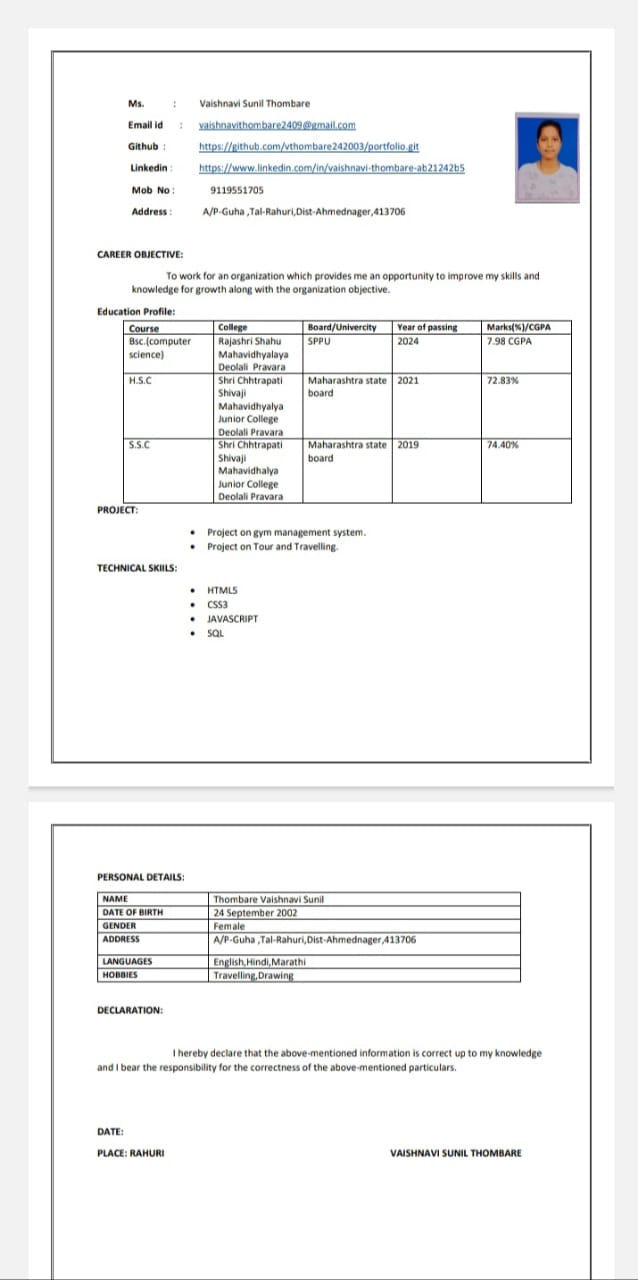 Ms. : Vaishnavi Sunil Thombare
Email id : vaishnavithombare2409@gmail.com
Github : https://github.com/vthombare242003/portfolio.git
Linkedin : https://www.linkedin.com/in/vaishnavi-thombare-ab21242b5
Mob No : 9119551705
Address : A/P-Guha ,Tal-Rahuri,Dist-Ahmednager,413706
CAREER OBJECTIVE:
To work for an organization which provides me an opportunity to improve my skills and
knowledge for growth along with the organization objective.
Education Profile:
Course College Board/Univercity Year of passing Marks(%)/CGPA
Bsc.(computer Rajashri Shahu SPPU 2024 7.98 CGPA
science) Mahavidhyalaya
Deolali Pravara
H.S.C Shri Chhtrapati Maharashtra state 2021 72.83%
Shivaji board
Mahavidhyalya
Junior College
Deolali Pravara
S.S.C Shri Chhtrapati Maharashtra state 2019 74.40%
Shivaji board
Mahavidhalya
Junior College
Deolali Pravara
PROJECT:
• Project on gym management system.
• Project on Tour and Travelling.
TECHNICAL SKIILS:
• HTML5
• CSS3
• JAVASCRIPT
• SQL
PERSONAL DETAILS:
NAME Thombare Vaishnavi Sunil
DATE OF BIRTH 24 September 2002
GENDER Female
ADDRESS A/P-Guha ,Tal-Rahuri,Dist-Ahmednager,413706
LANGUAGES English,Hindi,Marathi
HOBBIES Travelling,Drawing
DECLARATION:
I hereby declare that the above-mentioned information is correct up to my knowledge
and I bear the responsibility for the correctness of the above-mentioned particulars.
DATE:
PLACE: RAHURI VAISHNAVI SUNIL THOMBARE